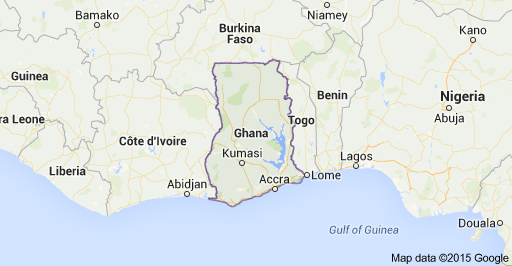 Niamey
Bamako
Burkina
Faso
Kano
Guinea
Benin
Nigeria
Togo
Abuja
rra Leone
Côte d'Ivoire
Ghana
Kumasi
Lagos
Liberia
Abidjan
Accra
Lome
Douala
Gulf of Guinea
Map data ©2015 Google